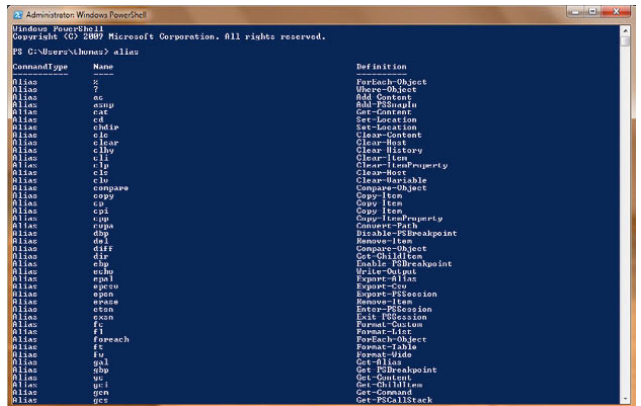 Administrator: Windows PowerShell
Windows PowerShell
Copyright (C) 2009 Microsoft Corporation. All rights reserved.
PS C:\Users\thomas> alias
CommandType Name Definition
----------- ---- ----------
Alias % ForEach-Object
Alias ? Where-Object
Alias ac Add-Content
Alias asnp Add-PSSnapIn
Alias cat Get-Content
Alias cd Set-Location
Alias chdir Set-Location
Alias clc Clear-Content
Alias clear Clear-Host
Alias clhy Clear-History
Alias cli Clear-Item
Alias clp Clear-ItemProperty
Alias cls Clear-Host
Alias clv Clear-Variable
Alias compare Compare-Object
Alias copy Copy-Item
Alias cp Copy-Item
Alias cpi Copy-Item
Alias cpp Copy-ItemProperty
Alias cvpa Convert-Path
Alias dbp Disable-PSBreakpoint
Alias del Remove-Item
Alias diff Compare-Object
Alias dir Get-ChildItem
Alias ebp Enable-PSBreakpoint
Alias echo Write-Output
Alias epal Export-Alias
Alias epcsv Export-Csv
Alias epsn Export-PSSession
Alias erase Remove-Item
Alias etsn Enter-PSSession
Alias exsn Exit-PSSession
Alias fc Format-Custom
Alias fl Format-List
Alias foreach ForEach-Object
Alias ft Format-Table
Alias fw Format-Wide
Alias gal Get-Alias
Alias gbp Get-PSBreakpoint
Alias gc Get-Content
Alias gci Get-ChildItem
Alias gcm Get-Command
Alias gcs Get-PSCallStack